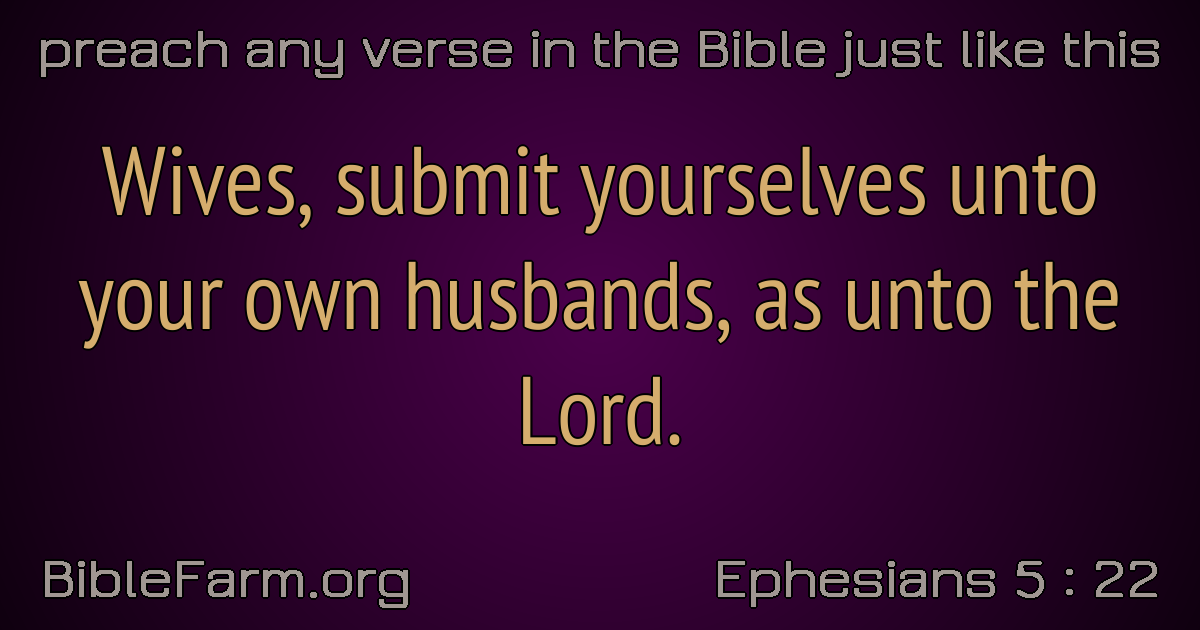 preach any verse in the Bible just like this
Wives, submit yourselves unto
your own husbands, as unto the
Lord.
BibleFarm.org
Ephesians 5 : 22